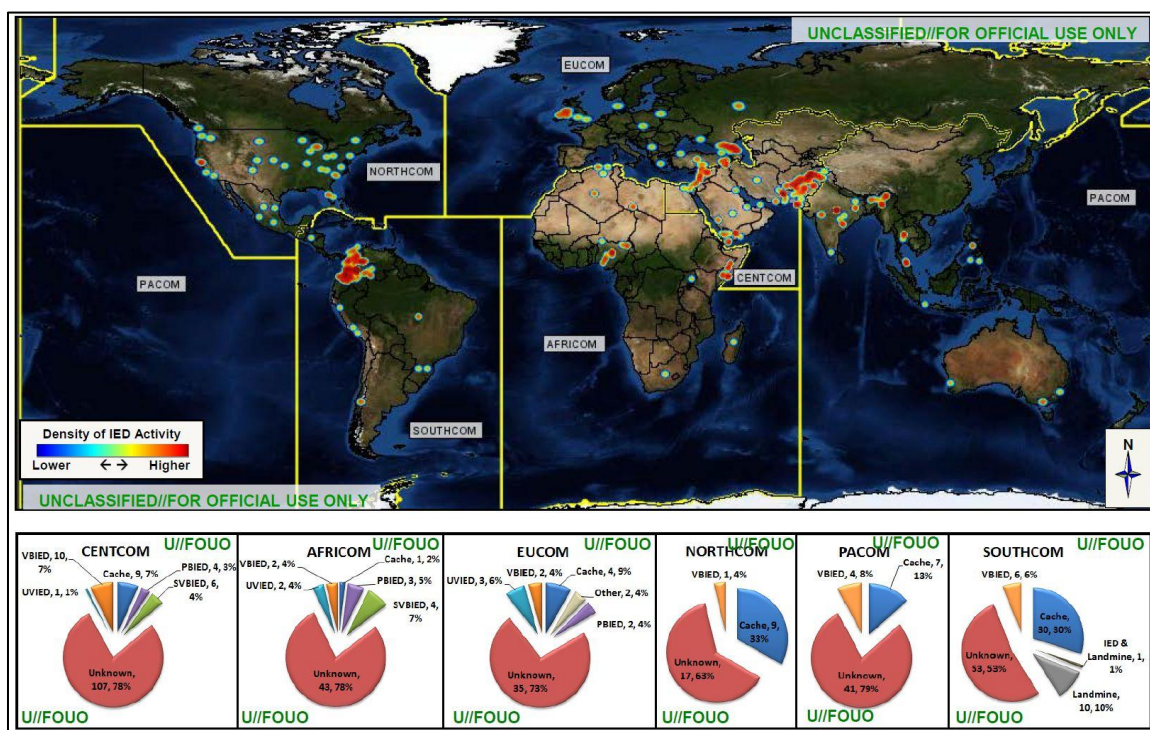 UNCLASSIFIED//FOR OFFICIAL USE ONLY
EUCOM
NORTHCOM
PACOM
PACOM
CENTCOM
AFRICOM
SOUTHCOM
Density of IED Activity
Lower ←→ Higher
N
UNCLASSIFIED//FOR OFFICIAL USE ONLY
U//FOUO
CENTCOM
VBIED, 10,
7%
Cache, 9, 7%
PBIED, 4, 3%
SVBIED, 6,
4%
UVIED, 1, 1%
Unknown,
107, 78%
U//FOUO
U//FOUO
AFRICOM
VBIED, 2, 4%
Cache, 1, 2%
UVIED, 2, 4%
PBIED, 3, 5%
SVBIED, 4,
7%
Unknown,
43, 78%
U//FOUO
U//FOUO
EUCOM
VBIED, 2, 4%
UVIED, 3, 6%
Cache, 4, 9%
Other, 2, 4%
PBIED, 2, 4%
Unknown,
35, 73%
U//FOUO
U//FOUO
NORTHCOM
VBIED, 1, 4%
Cache, 9,
33%
Unknown,
17, 63%
U//FOUO
U//FOUO
PACOM
VBIED, 4, 8%
Cache, 7,
13%
Unknown,
41, 79%
U//FOUO
U//FOUO
SOUTHCOM
VBIED, 6, 6%
Cache,
30, 30%
Unknown,
53, 53%
IED &
Landmine, 1,
1%
Landmine,
10, 10%
U//FOUO